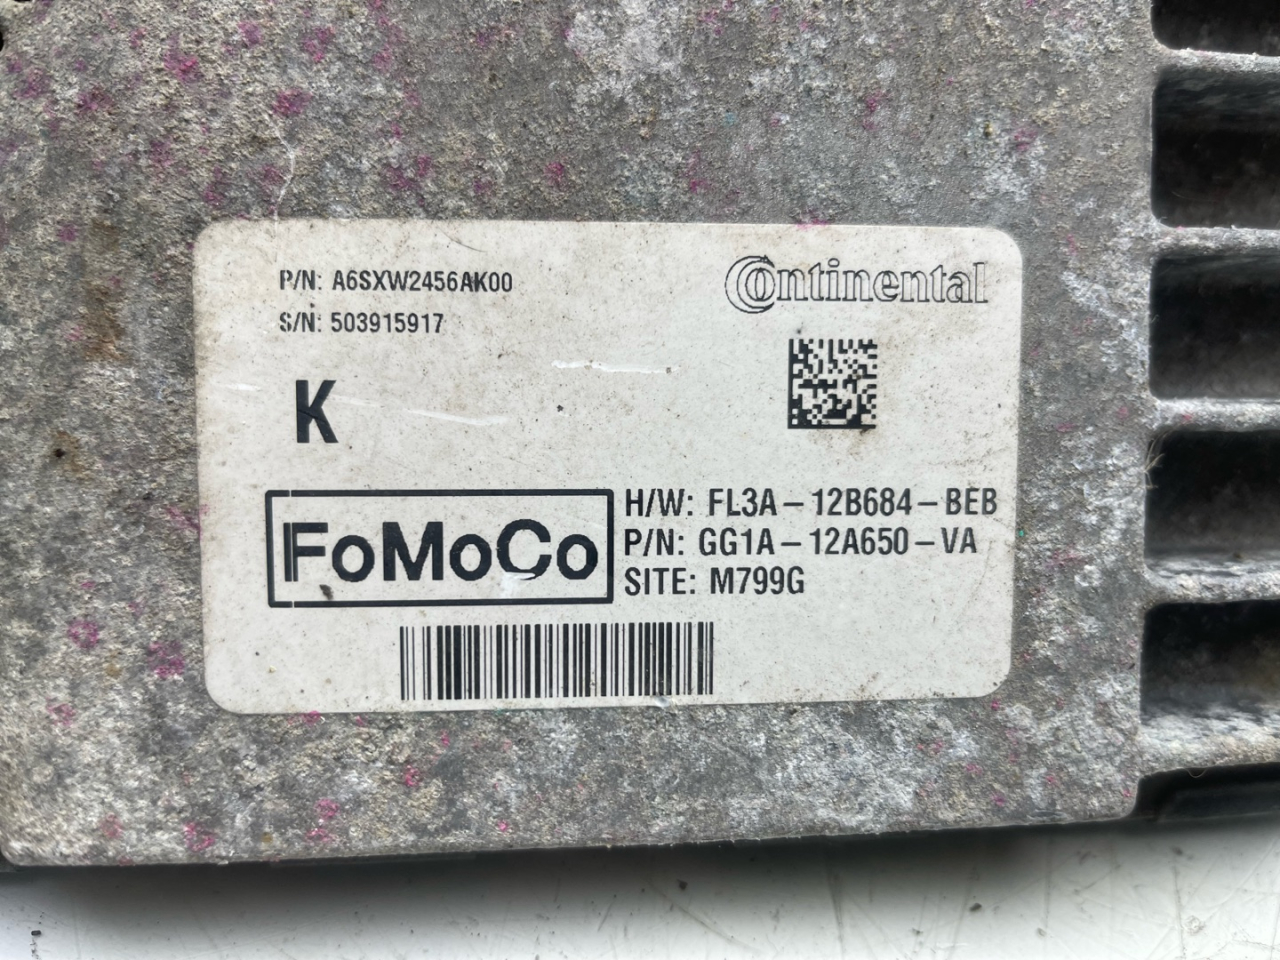 P/N: A6SXW2456AK00
S/N: 503915917
Continental
K
FoMoCo
H/W: FL3A-12B684-BEB
P/N: GG1A-12A650-VA
SITE: M799G